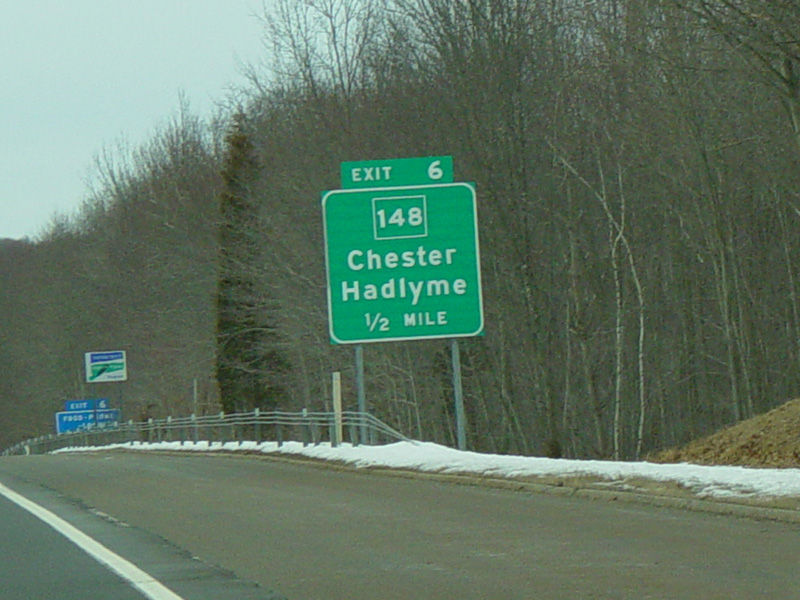 EXIT 6
148
Chester
Hadlyme
1/2 MILE
EXIT 6